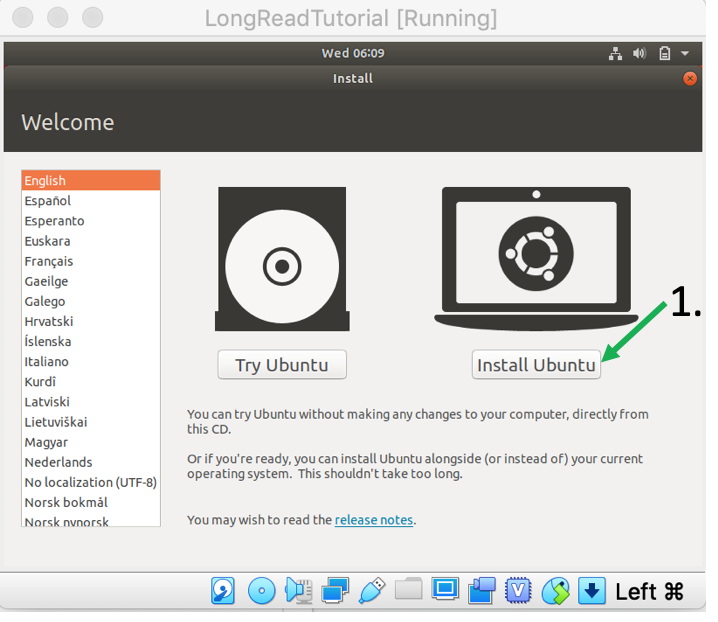 LongReadTutorial [Running]
Wed 06:09
Install
Welcome
English
Español
Esperanto
Euskara
Français
Gaeilge
Galego
Hrvatski
Íslenska
Italiano
Kurdî
Latviski
Lietuviškai
Magyar
Nederlands
No localization (UTF-8)
Norsk bokmål
Norsk nynorsk
1.
Try Ubuntu
Install Ubuntu
You can try Ubuntu without making any changes to your computer, directly from
this CD.
Or if you're ready, you can install Ubuntu alongside (or instead of) your current
operating system. This shouldn't take too long.
You may wish to read the release notes.
V
Left ⌘